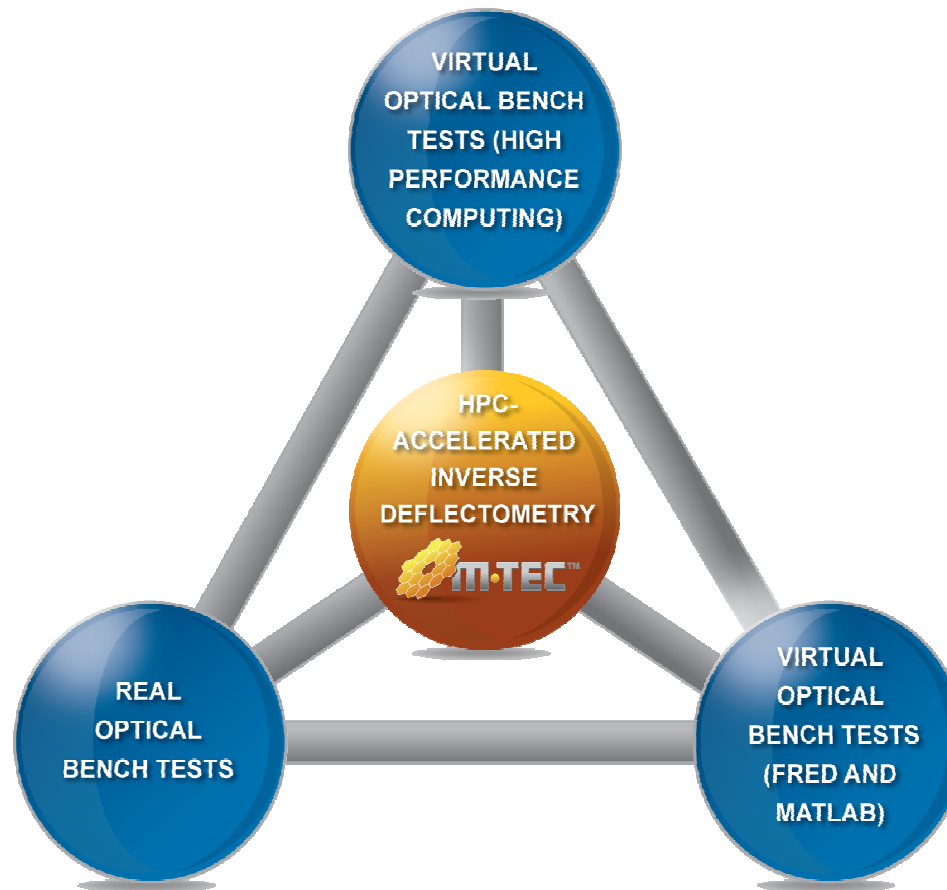 VIRTUAL
OPTICAL BENCH
TESTS (HIGH
PERFORMANCE
COMPUTING)
HPC-
ACCELERATED
INVERSE
DEFLECTOMETRY
M·TEC™
REAL
OPTICAL
BENCH TESTS
VIRTUAL
OPTICAL
BENCH TESTS
(FRED AND
MATLAB)